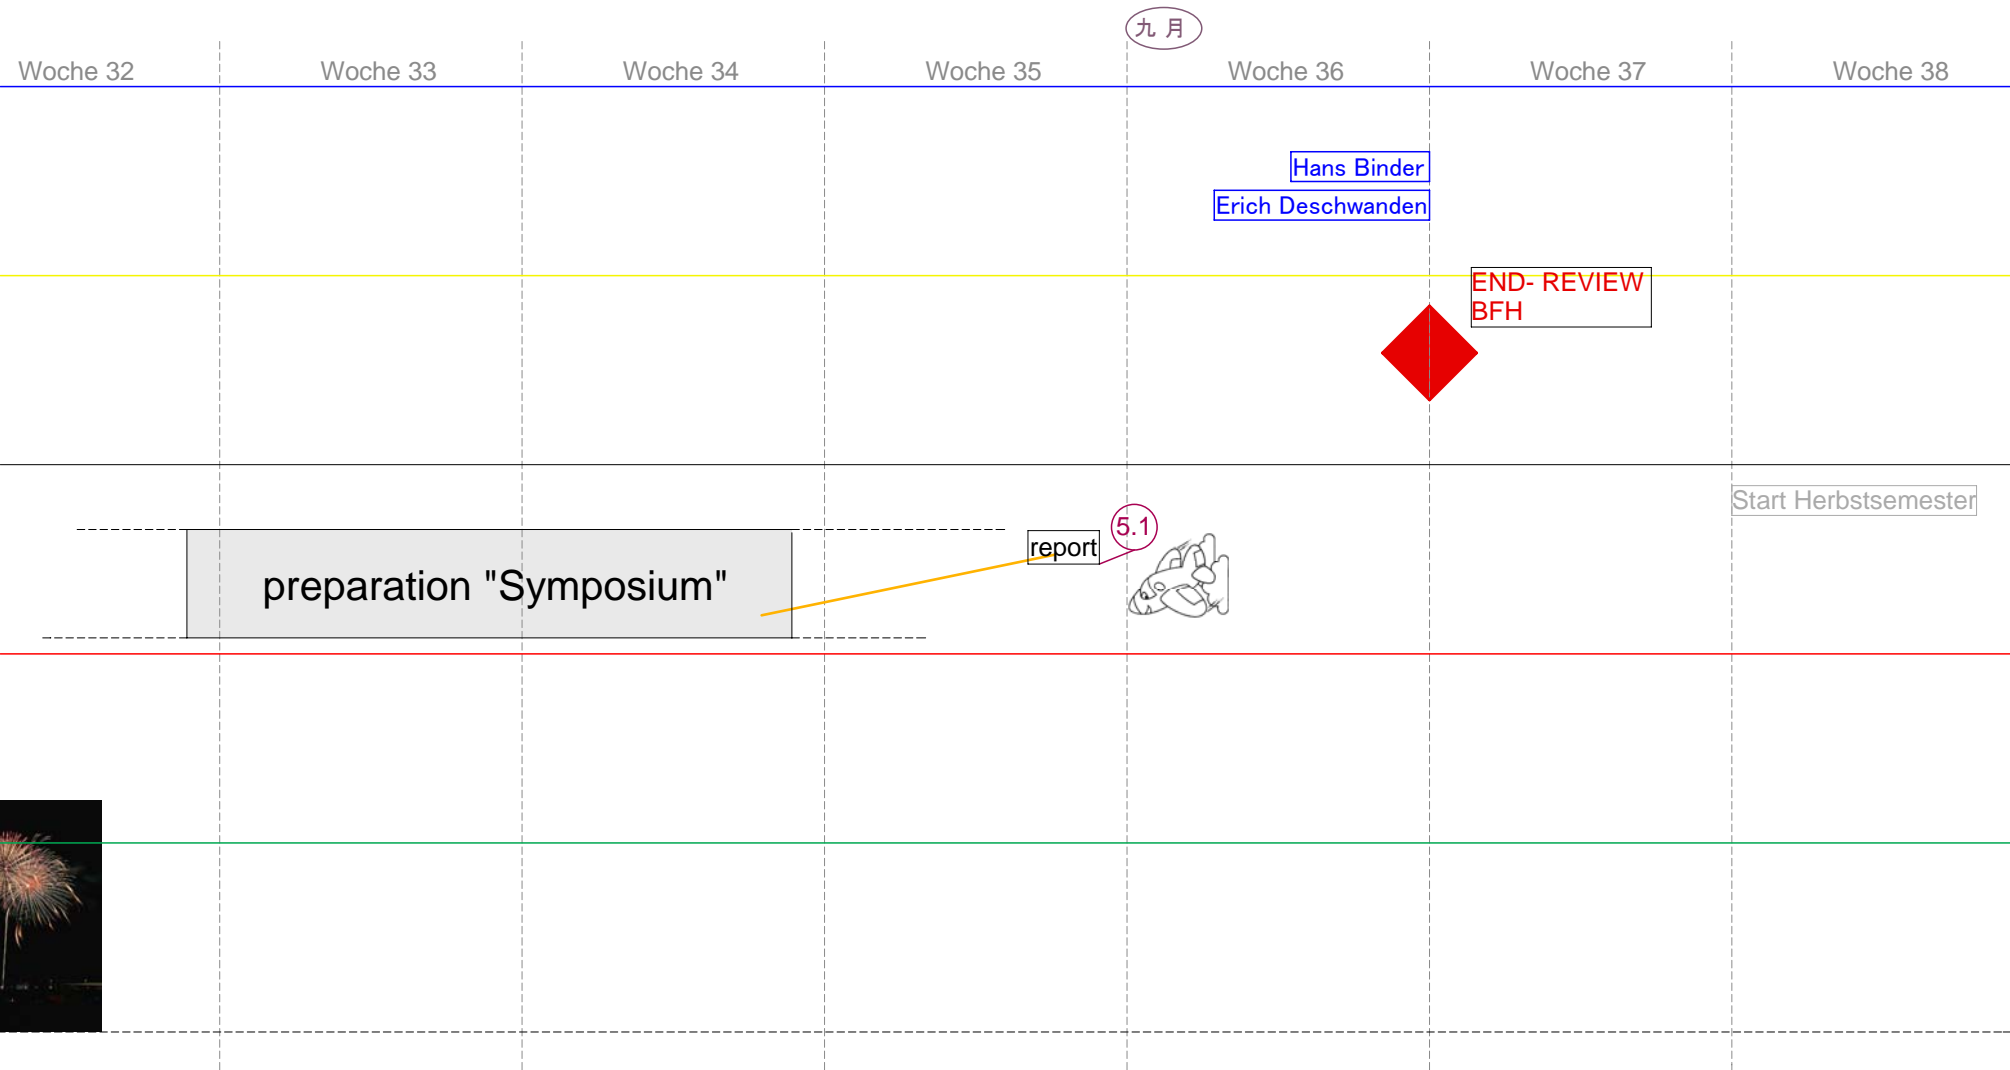 九 月
Woche 32
Woche 33
Woche 34
Woche 35
Woche 36
Woche 37
Woche 38
Hans Binder
Erich Deschwanden
END- REVIEW
BFH
Start Herbstsemester
5.1
report
preparation "Symposium"